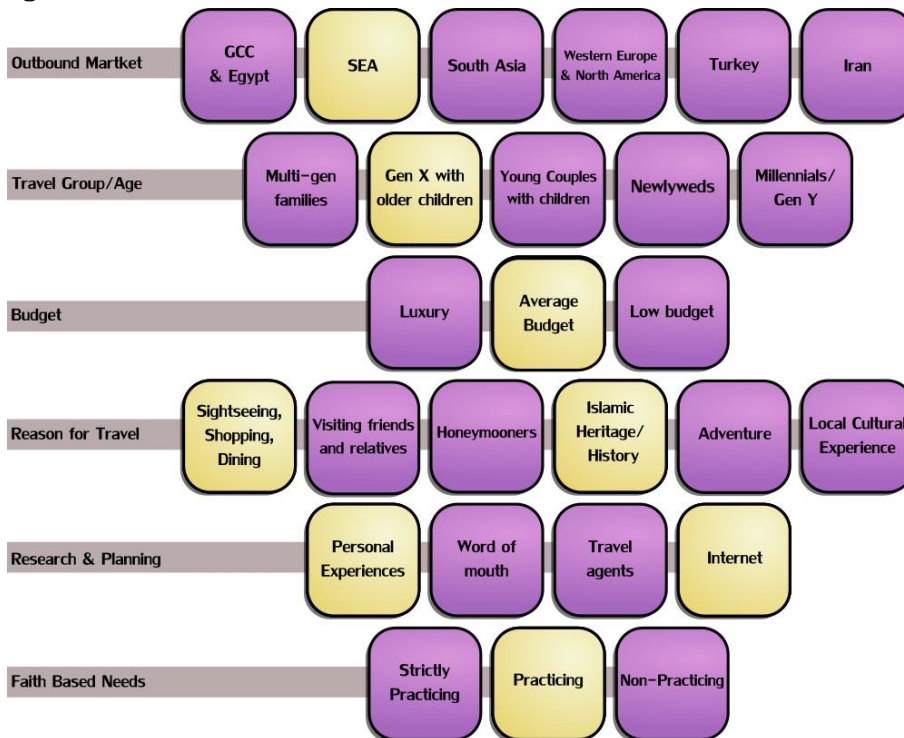 Outbound Martket
GCC
& Egypt
SEA
South Asia
Western Europe
& North America
Turkey
Iran
Travel Group/Age
Multi-gen
families
Gen X with
older children
Young Couples
with children
Newlyweds
Millennials/
Gen Y
Budget
Luxury
Average
Budget
Low budget
Reason for Travel
Sightseeing,
Shopping,
Dining
Visiting friends
and relatives
Honeymooners
Islamic
Heritage/
History
Adventure
Local Cultural
Experience
Research & Planning
Personal
Experiences
Word of
mouth
Travel
agents
Internet
Faith Based Needs
Strictly
Practicing
Practicing
Non-Practicing